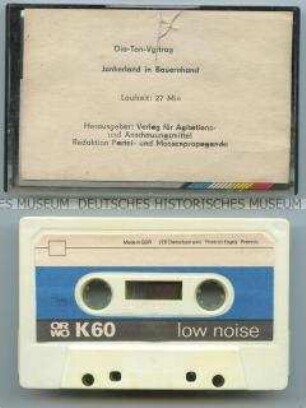 Dia-Ton-Vortrag
Junkerland in Bauernhand
Laufzeit: 27 Min
Herausgeber: Verlag für Agitations-
und Anschauungsmittel
Redaktion Partei- und Massenpropaganda
ES MUSEUM DEUTSCHES HISTORISCHES MUSEUM
Made in GDR
ORWO K60 low noise